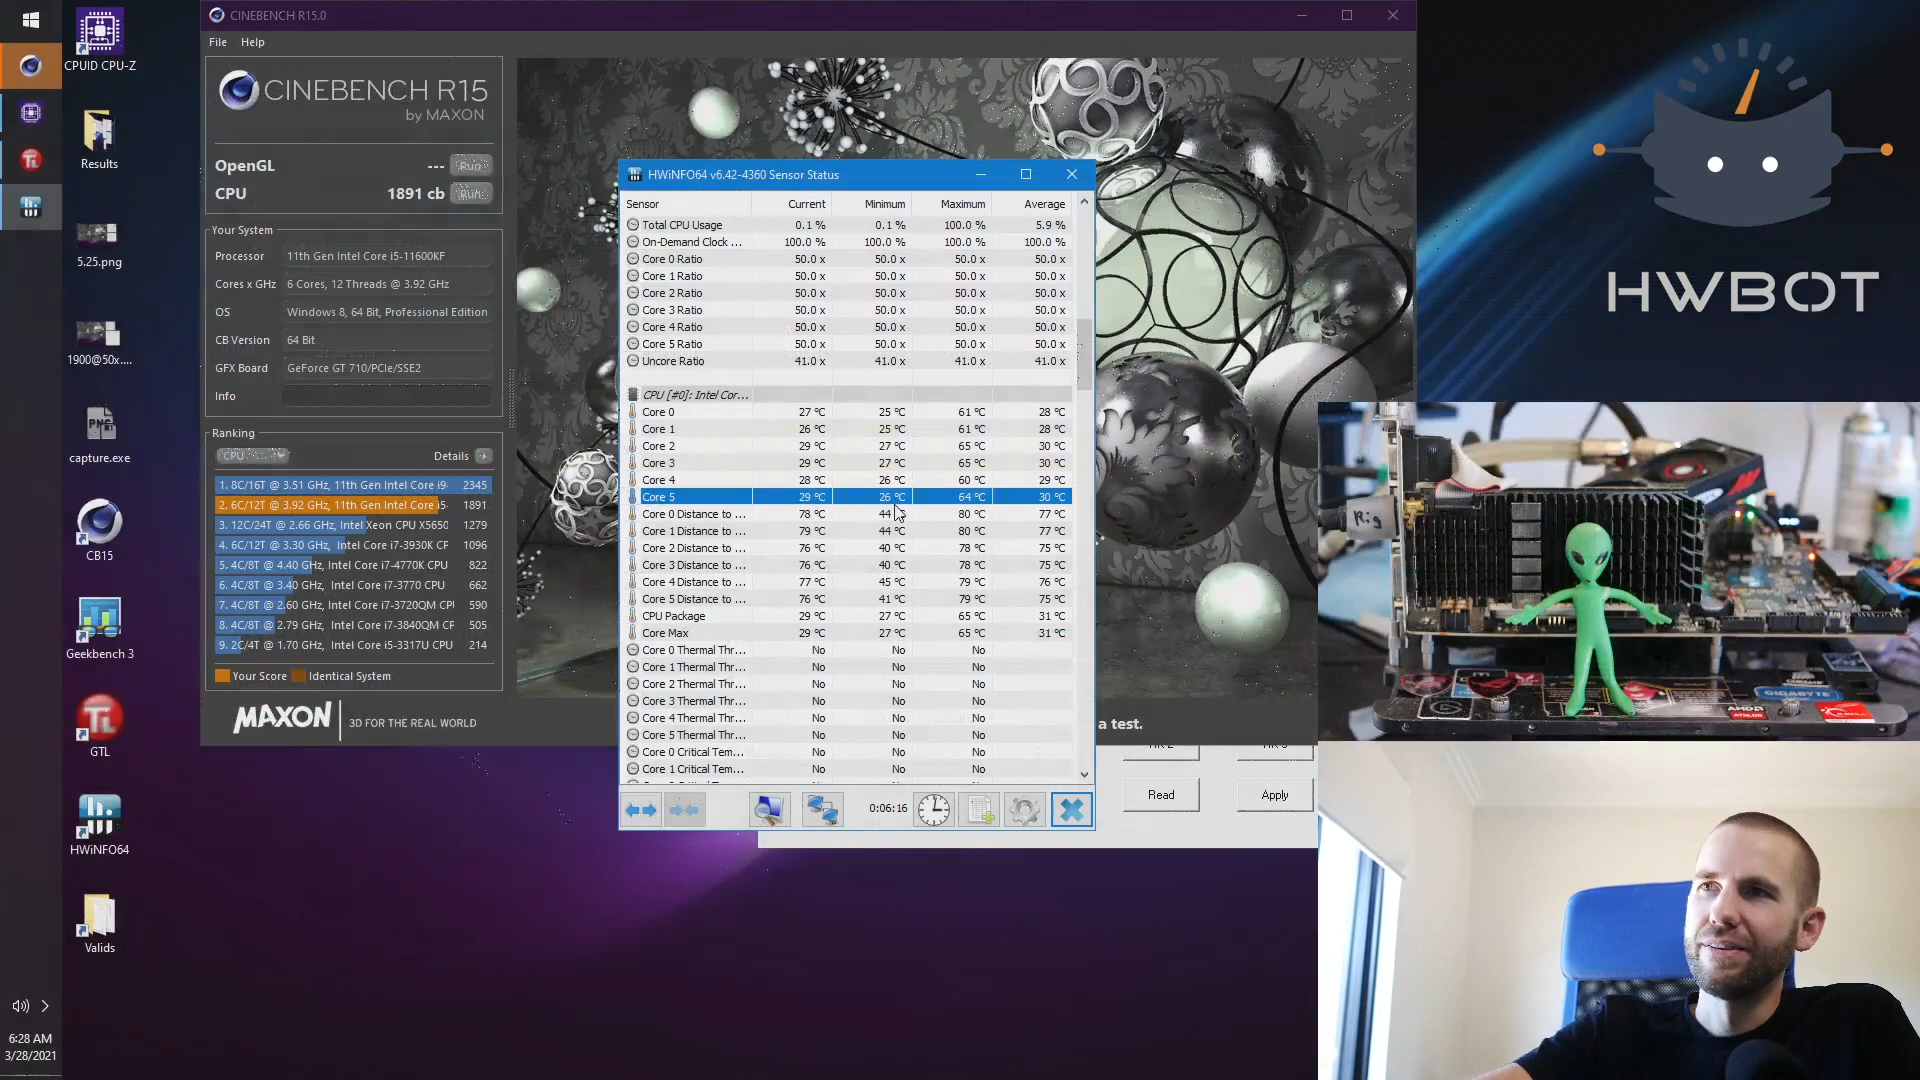 CPUID CPU-Z
Results
5.25.png
1900@50x....
capture.exe
CB15
Geekbench 3
GTL
HWiNFO64
Valids
6:28 AM
3/28/2021
CINEBENCH R15.0
File Help
CINEBENCH R15
by MAXON
OpenGL --- Run
CPU 1891 cb Run
Your System
Processor 11th Gen Intel Core i5-11600KF
Cores x GHz 6 Cores, 12 Threads @ 3.92 GHz
OS Windows 8, 64 Bit, Professional Edition
CB Version 64 Bit
GFX Board GeForce GT 710/PCIe/SSE2
Info
Ranking
CPU Details
1. 8C/16T @ 3.51 GHz, 11th Gen Intel Core i9- 2345
2. 6C/12T @ 3.92 GHz, 11th Gen Intel Core i5- 1891
3. 12C/24T @ 2.66 GHz, Intel Xeon CPU X5650 1279
4. 6C/12T @ 3.30 GHz, Intel Core i7-3930K CP 1096
5. 4C/8T @ 4.40 GHz, Intel Core i7-4770K CPU 822
6. 4C/8T @ 3.40 GHz, Intel Core i7-3770 CPU 662
7. 4C/8T @ 2.60 GHz, Intel Core i7-3720QM CPU 590
8. 4C/8T @ 2.79 GHz, Intel Core i7-3840QM CP 505
9. 2C/4T @ 1.70 GHz, Intel Core i5-3317U CPU 214
Your Score Identical System
MAXON 3D FOR THE REAL WORLD
HWiNFO64 v6.42-4360 Sensor Status
Sensor Current Minimum Maximum Average
Total CPU Usage 0.1 % 0.1 % 100.0 % 5.9 %
On-Demand Clock ... 100.0 % 100.0 % 100.0 % 100.0 %
Core 0 Ratio 50.0 x 50.0 x 50.0 x 50.0 x
Core 1 Ratio 50.0 x 50.0 x 50.0 x 50.0 x
Core 2 Ratio 50.0 x 50.0 x 50.0 x 50.0 x
Core 3 Ratio 50.0 x 50.0 x 50.0 x 50.0 x
Core 4 Ratio 50.0 x 50.0 x 50.0 x 50.0 x
Core 5 Ratio 50.0 x 50.0 x 50.0 x 50.0 x
Uncore Ratio 41.0 x 41.0 x 41.0 x 41.0 x
CPU [#0]: Intel Cor...
Core 0 27 °C 25 °C 61 °C 28 °C
Core 1 26 °C 25 °C 61 °C 28 °C
Core 2 29 °C 27 °C 65 °C 30 °C
Core 3 29 °C 27 °C 65 °C 30 °C
Core 4 28 °C 26 °C 60 °C 29 °C
Core 5 29 °C 26 °C 64 °C 30 °C
Core 0 Distance to ... 78 °C 44 80 °C 77 °C
Core 1 Distance to ... 79 °C 44 °C 80 °C 77 °C
Core 2 Distance to ... 76 °C 40 °C 78 °C 75 °C
Core 3 Distance to ... 76 °C 40 °C 78 °C 75 °C
Core 4 Distance to ... 77 °C 45 °C 79 °C 76 °C
Core 5 Distance to ... 76 °C 41 °C 79 °C 75 °C
CPU Package 29 °C 27 °C 65 °C 31 °C
Core Max 29 °C 27 °C 65 °C 31 °C
Core 0 Thermal Thr... No No No
Core 1 Thermal Thr... No No No
Core 2 Thermal Thr... No No No
Core 3 Thermal Thr... No No No
Core 4 Thermal Thr... No No No
Core 5 Thermal Thr... No No No
Core 0 Critical Tem... No No No
Core 1 Critical Tem... No No No
0:06:16
a test.
Read Apply
HWBOT
Rig
GIGABYTE
AMD
ATHLON